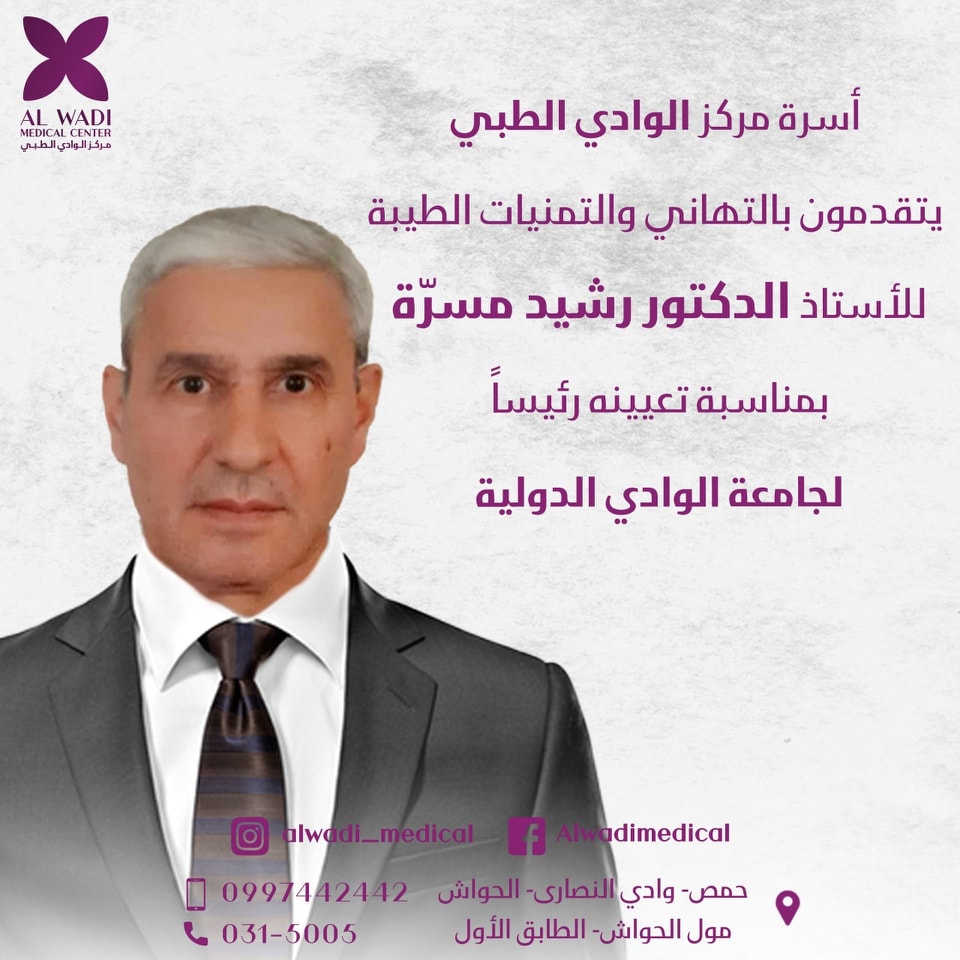 AL WADI
MEDICAL CENTER
مركز الوادي الطبي
أسرة مركز الوادي الطبي
يتقدمون بالتهاني والتمنيات الطيبة
للأستاذ الدكتور رشيد مسرّة
بمناسبة تعيينه رئيساً
لجامعة الوادي الدولية
alwadi_medical
Alwadimedical
0997442442
031-5005
حمص- وادي النصارى- الحواش
مول الحواش- الطابق الأول